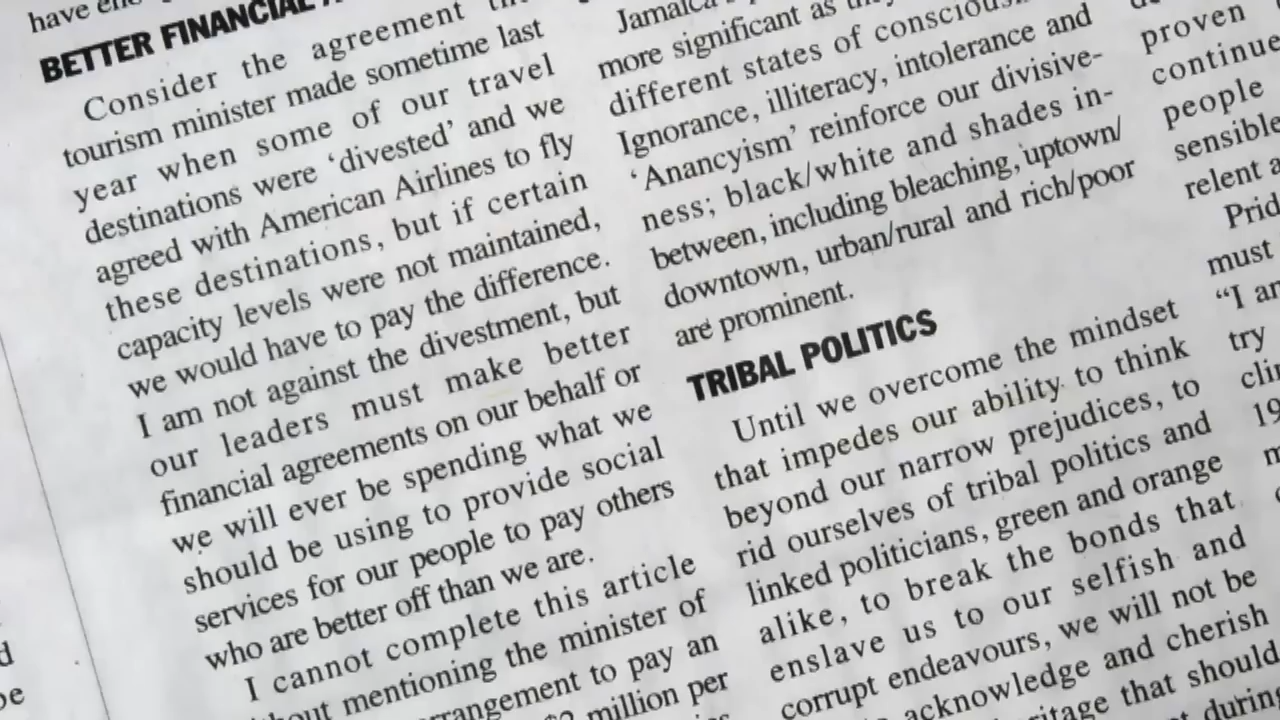 have
BETTER FINANCIAL
Consider the agreement
tourism minister made sometime last
year when some of our travel
destinations were ‘divested’ and we
agreed with American Airlines to fly
these destinations, but if certain
capacity levels were not maintained,
we would have to pay the difference.
I am not against the divestment, but
our leaders must make better
financial agreements on our behalf or
we will ever be spending what we
should be using to provide social
services for our people to pay others
who are better off than we are.
I cannot complete this article
mentioning the minister of
to pay an
million per
Jamaica
more significant as
different states of
Ignorance, illiteracy, intolerance and
‘Anancyism’ reinforce our divisive-
ness; black/white and shades in-
between, including bleaching, uptown/
downtown, urban/rural and rich/poor
are prominent.
TRIBAL POLITICS
Until we overcome the mindset
that impedes our ability to think
beyond our narrow prejudices, to
rid ourselves of tribal politics and
linked politicians, green and orange
alike, to break the bonds that
enslave us to our selfish and
corrupt endeavours, we will not be
acknowledge and cherish
that should
during
proven
continue
people
sensible
relent
must
“I
try